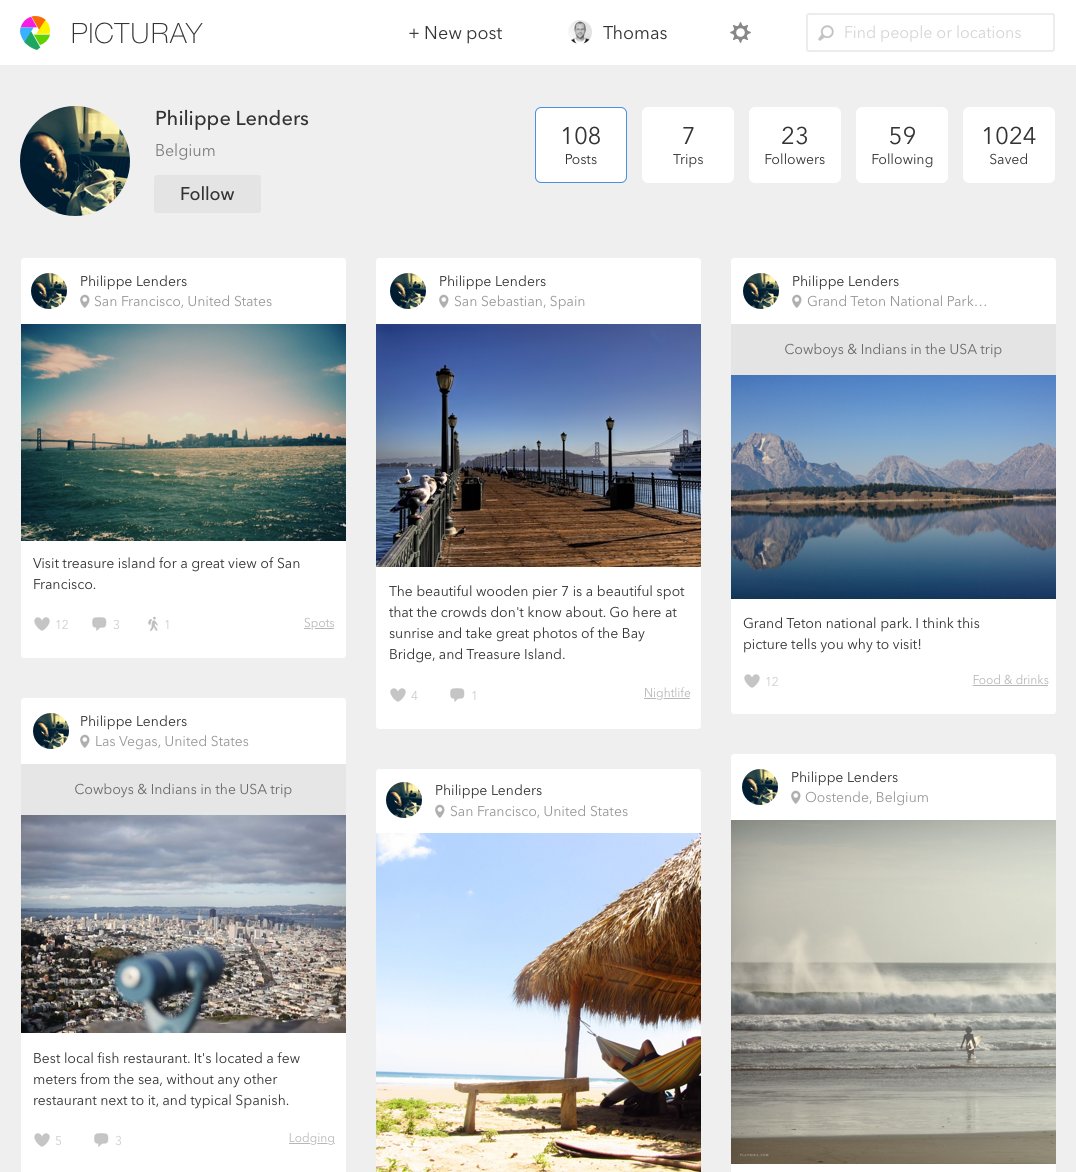 PICTURAY
+ New post
Thomas
Find people or locations
Philippe Lenders
Belgium
Follow
108
Posts
7
Trips
23
Followers
59
Following
1024
Saved
Philippe Lenders
San Francisco, United States
Visit treasure island for a great view of San
Francisco.
12 3 1 Spots
Philippe Lenders
San Sebastian, Spain
The beautiful wooden pier 7 is a beautiful spot
that the crowds don't know about. Go here at
sunrise and take great photos of the Bay
Bridge, and Treasure Island.
4 1 Nightlife
Philippe Lenders
Grand Teton National Park…
Cowboys & Indians in the USA trip
Grand Teton national park. I think this
picture tells you why to visit!
12 Food & drinks
Philippe Lenders
Las Vegas, United States
Cowboys & Indians in the USA trip
Best local fish restaurant. It's located a few
meters from the sea, without any other
restaurant next to it, and typical Spanish.
5 3 Lodging
Philippe Lenders
San Francisco, United States
Philippe Lenders
Oostende, Belgium